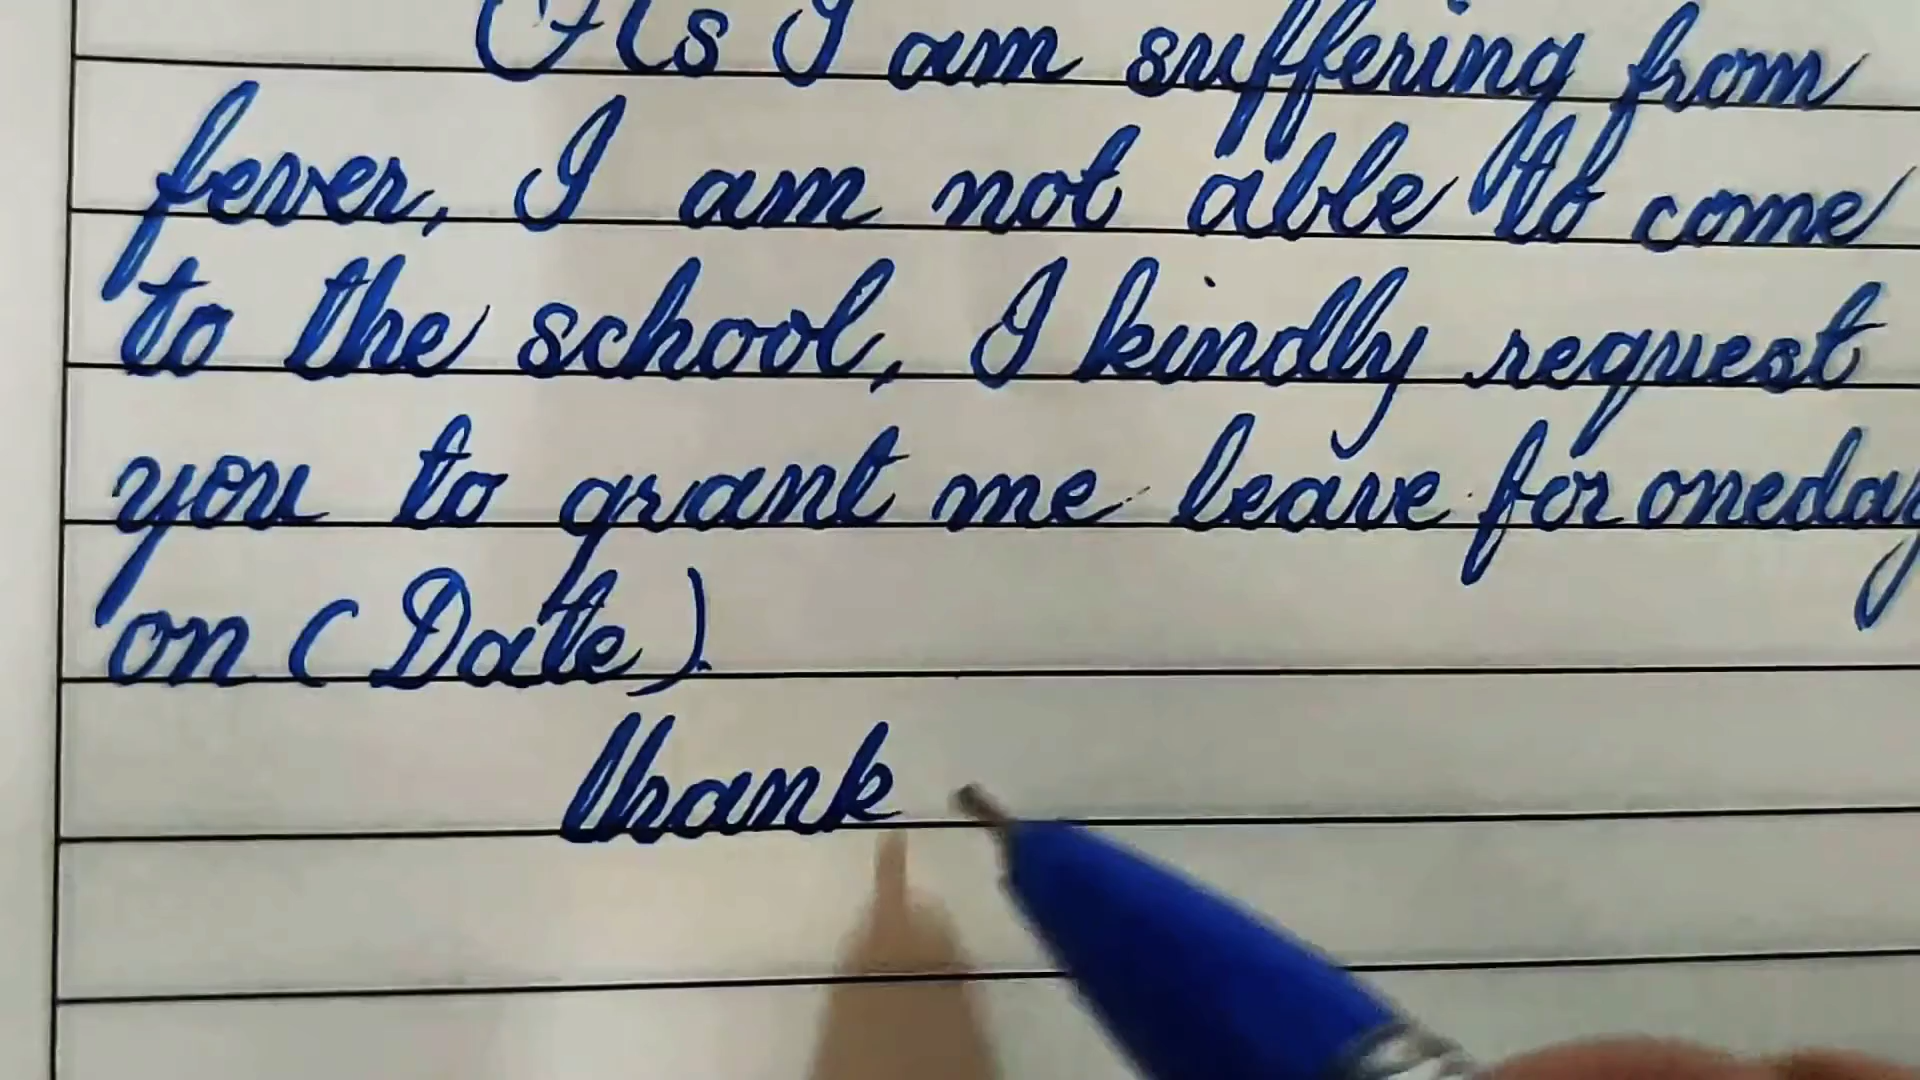 As I am suffering from
fever, I am not able to come
to the school, I kindly request
you to grant me leave for oneday
on (Date).
thank